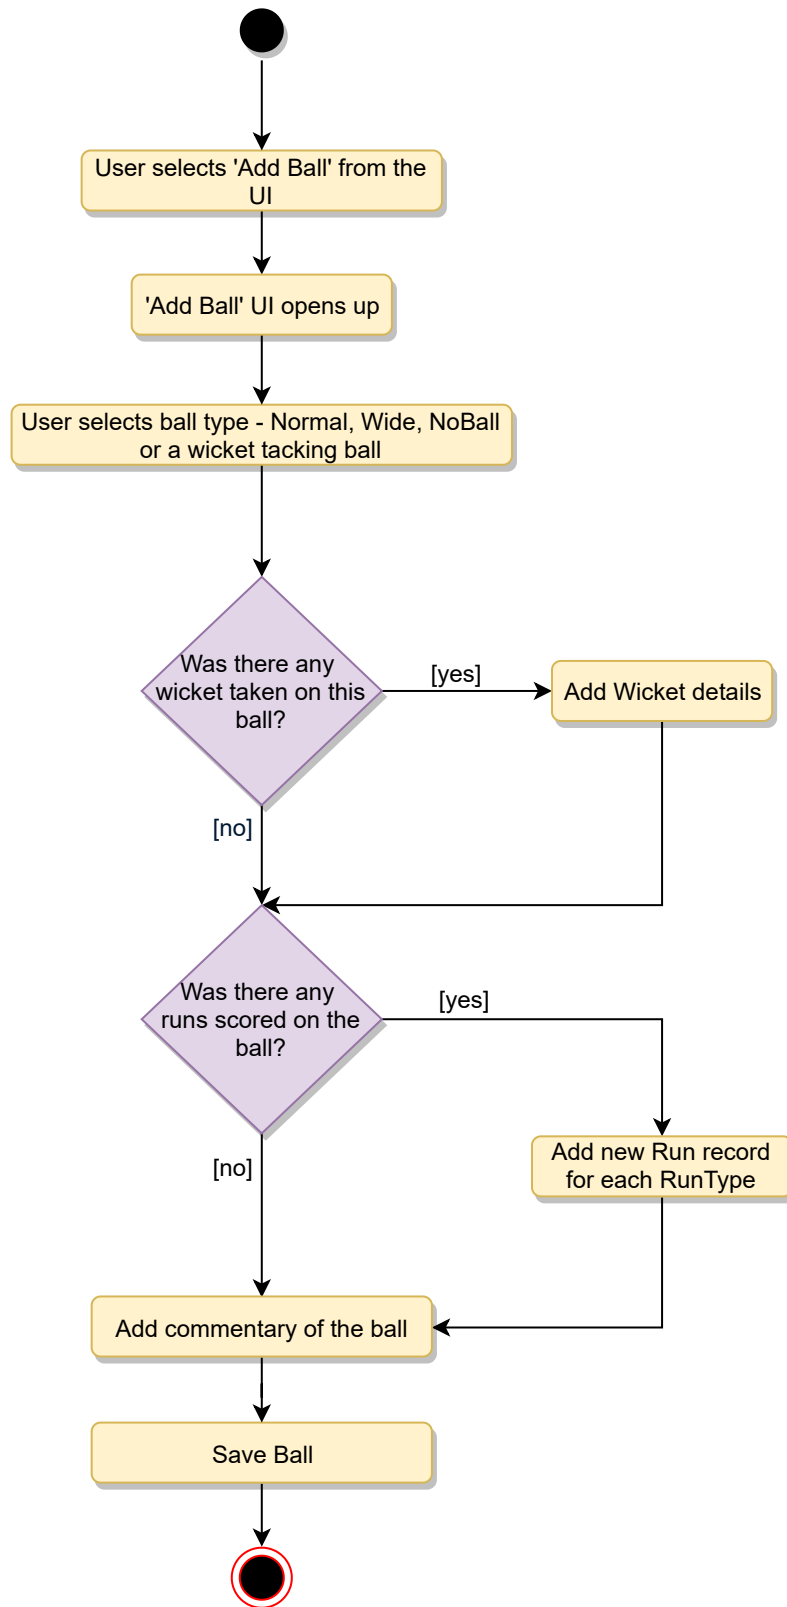 User selects 'Add Ball' from the
UI
'Add Ball' UI opens up
User selects ball type - Normal, Wide, NoBall
or a wicket tacking ball
Was there any
wicket taken on this
ball?
[yes]
Add Wicket details
[no]
Was there any
runs scored on the
ball?
[yes]
Add new Run record
for each RunType
[no]
Add commentary of the ball
Save Ball